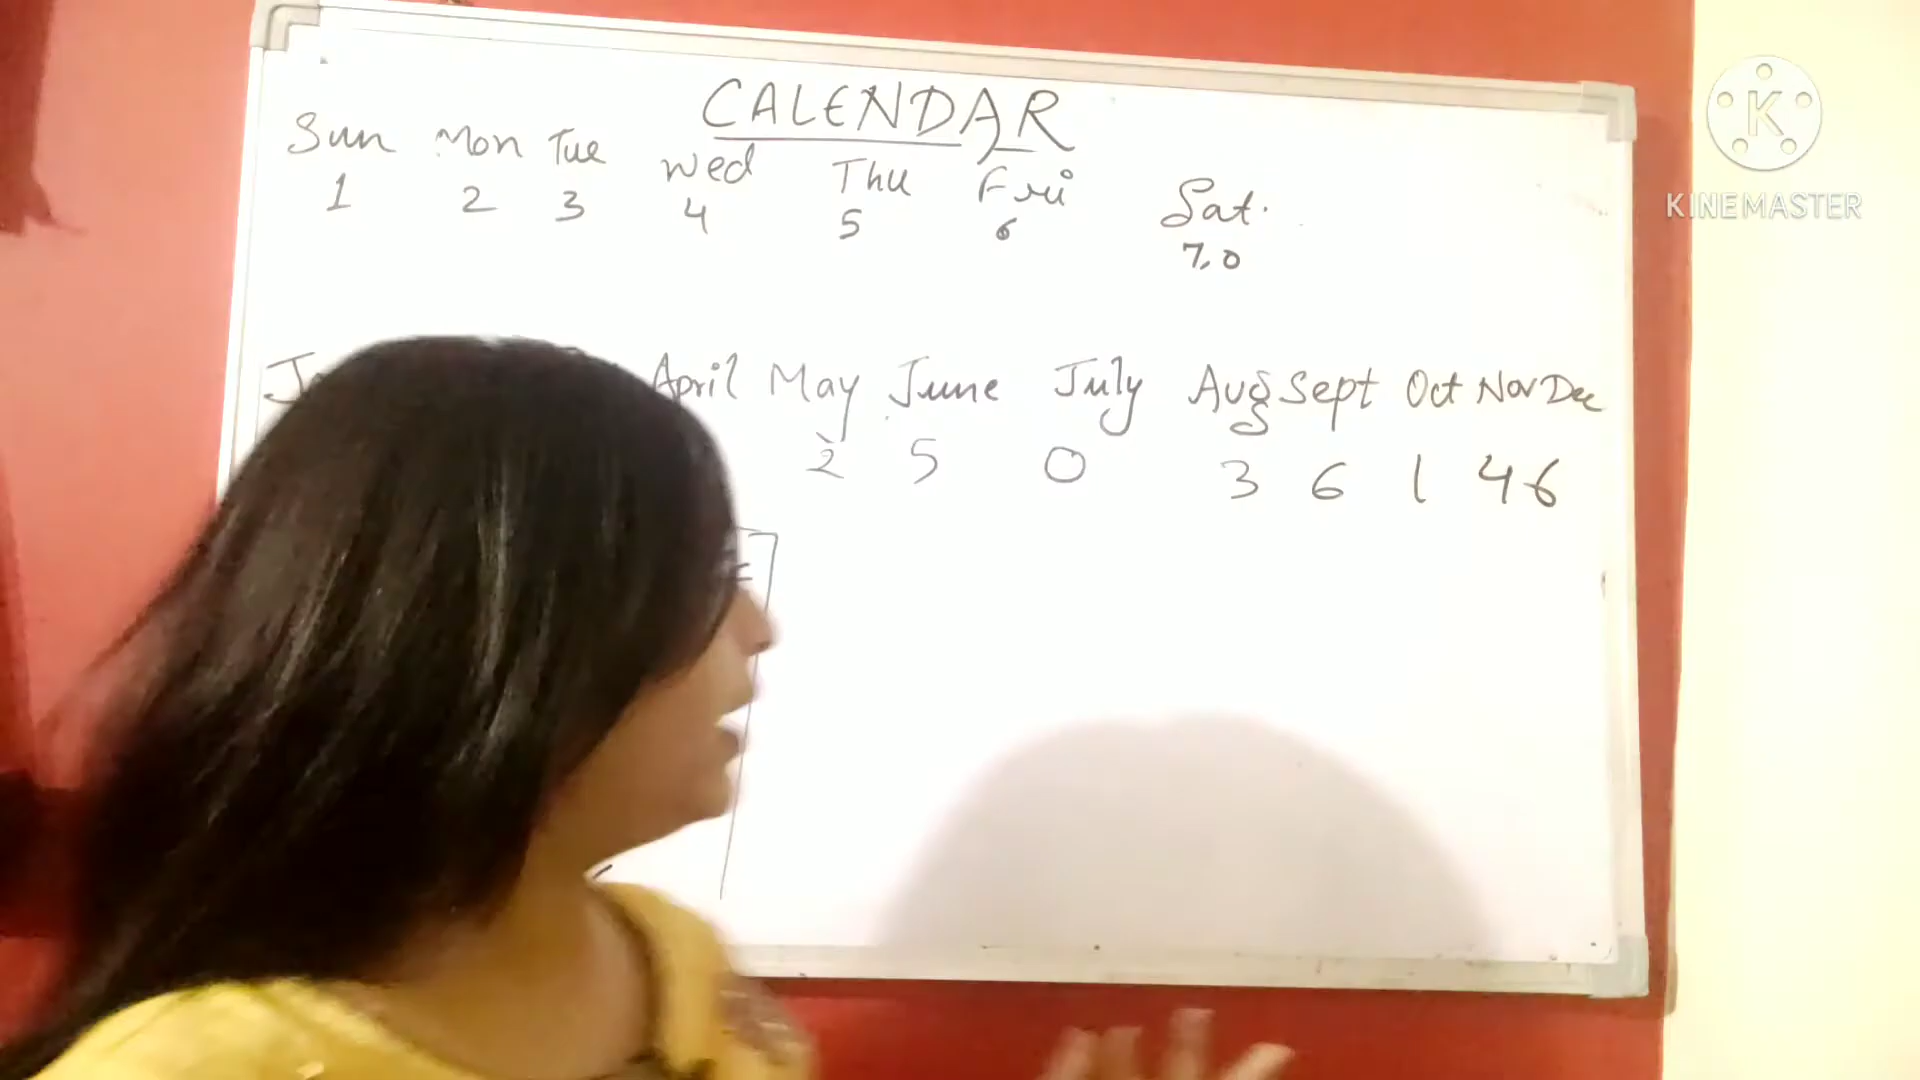 CALENDAR
Sun Mon Tue Wed Thu Fri Sat.
1 2 3 4 5 6 7,0
April May June July Aug Sept Oct Nov Dec
2 5 0 3 6 1 4 6
K
KINEMASTER